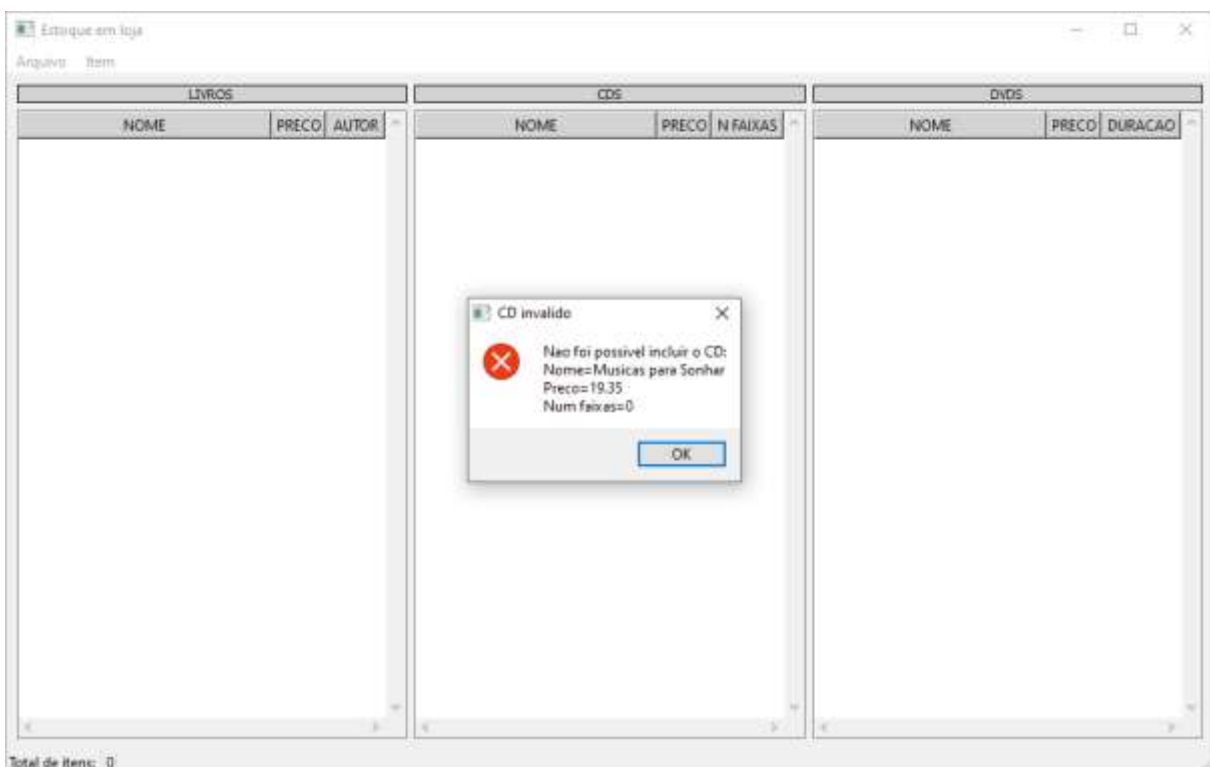 Estoque em loja
Arquivo Item
LIVROS CDS DVDS
NOME PRECO AUTOR NOME PRECO N FAIXAS NOME PRECO DURACAO
CD invalido
Nao foi possivel incluir o CD:
Nome=Musicas para Sonhar
Preco=19.35
Num faixas=0
OK
Total de itens: 0